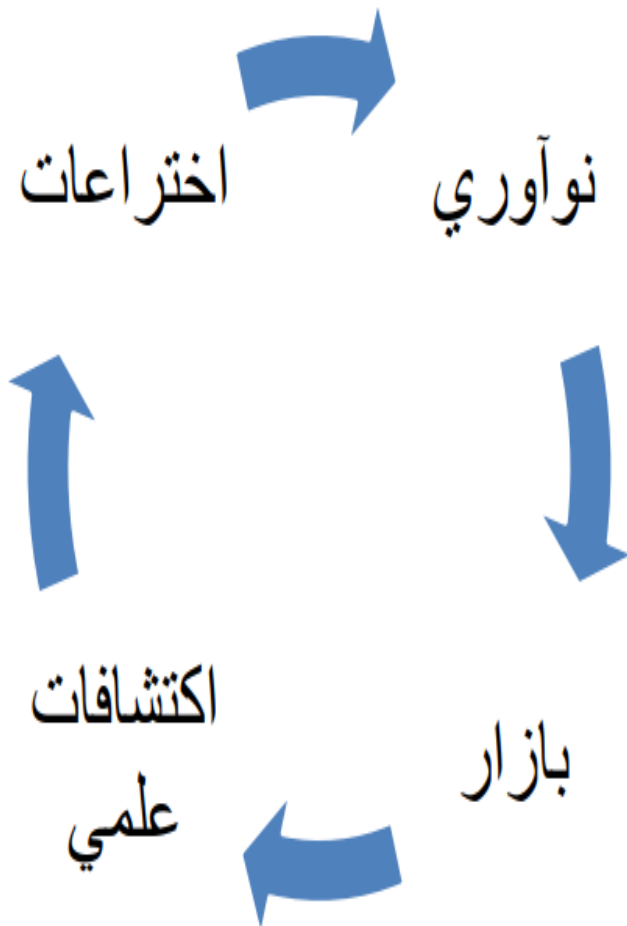 اختراعات
نوآوري
بازار
اكتشافات
علمي